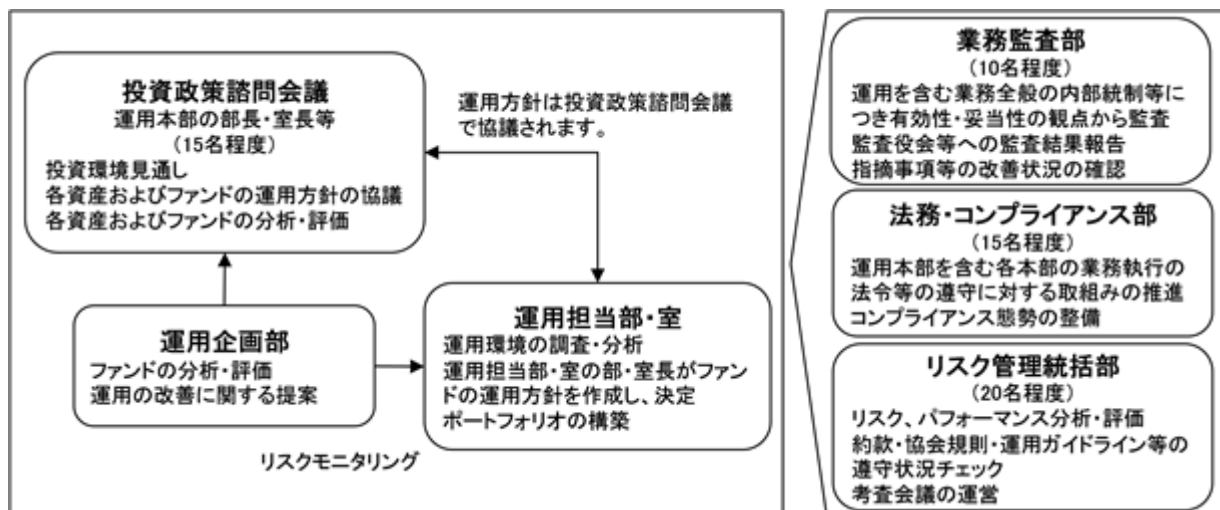 投資政策諮問会議
運用本部の部長・室長等
(15名程度)
投資環境見通し
各資産およびファンドの運用方針の協議
各資産およびファンドの分析・評価
運用方針は投資政策諮問会議
で協議されます。
運用企画部
ファンドの分析・評価
運用の改善に関する提案
運用担当部・室
運用環境の調査・分析
運用担当部・室の部・室長がファン
ドの運用方針を作成し、決定
ポートフォリオの構築
リスクモニタリング
業務監査部
(10名程度)
運用を含む業務全般の内部統制等に
つき有効性・妥当性の観点から監査
監査役会等への監査結果報告
指摘事項等の改善状況の確認
法務・コンプライアンス部
(15名程度)
運用本部を含む各本部の業務執行の
法令等の遵守に対する取組みの推進
コンプライアンス態勢の整備
リスク管理統括部
(20名程度)
リスク、パフォーマンス分析・評価
約款・協会規則・運用ガイドライン等の
遵守状況チェック
考査会議の運営